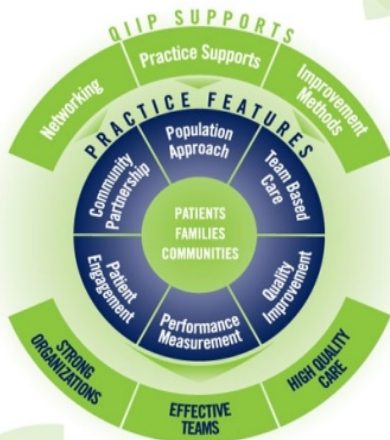 QIIP SUPPORTS
Networking
Practice Supports
Improvement
Methods
PRACTICE FEATURES
Community
Partnership
Population
Approach
Team Based
Care
PATIENTS
FAMILIES
COMMUNITIES
Patient
Engagement
Performance
Measurement
Quality
Improvement
STRONG
ORGANIZATIONS
EFFECTIVE
TEAMS
HIGH QUALITY
CARE